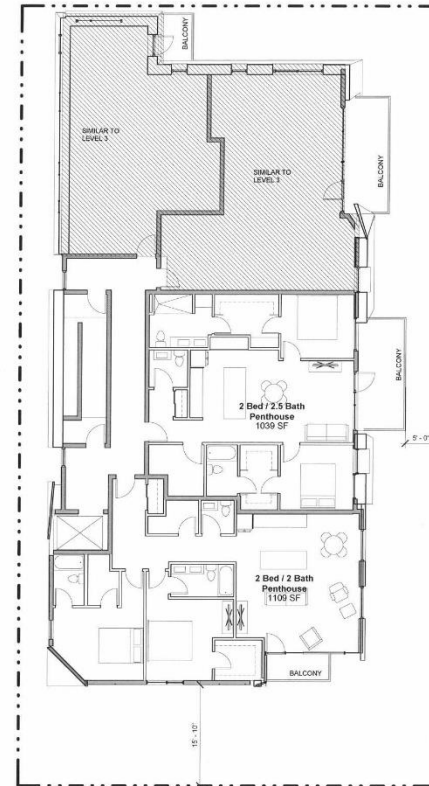 BALCONY
SIMILAR TO
LEVEL 3
SIMILAR TO
LEVEL 3
BALCONY
BALCONY
2 Bed / 2.5 Bath
Penthouse
1039 SF
5' - 0"
2 Bed / 2 Bath
Penthouse
1109 SF
BALCONY
15' - 10"